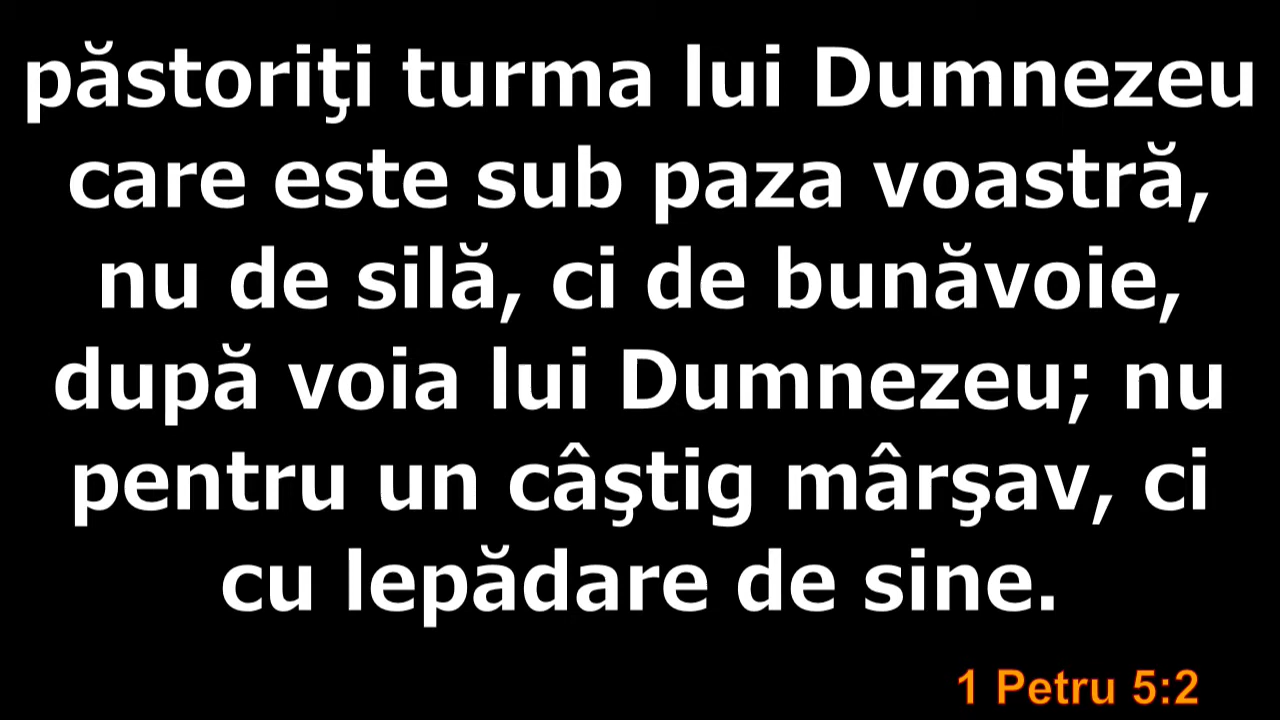 păstoriţi turma lui Dumnezeu
care este sub paza voastră,
nu de silă, ci de bunăvoie,
după voia lui Dumnezeu; nu
pentru un câştig mârşav, ci
cu lepădare de sine.
1 Petru 5:2